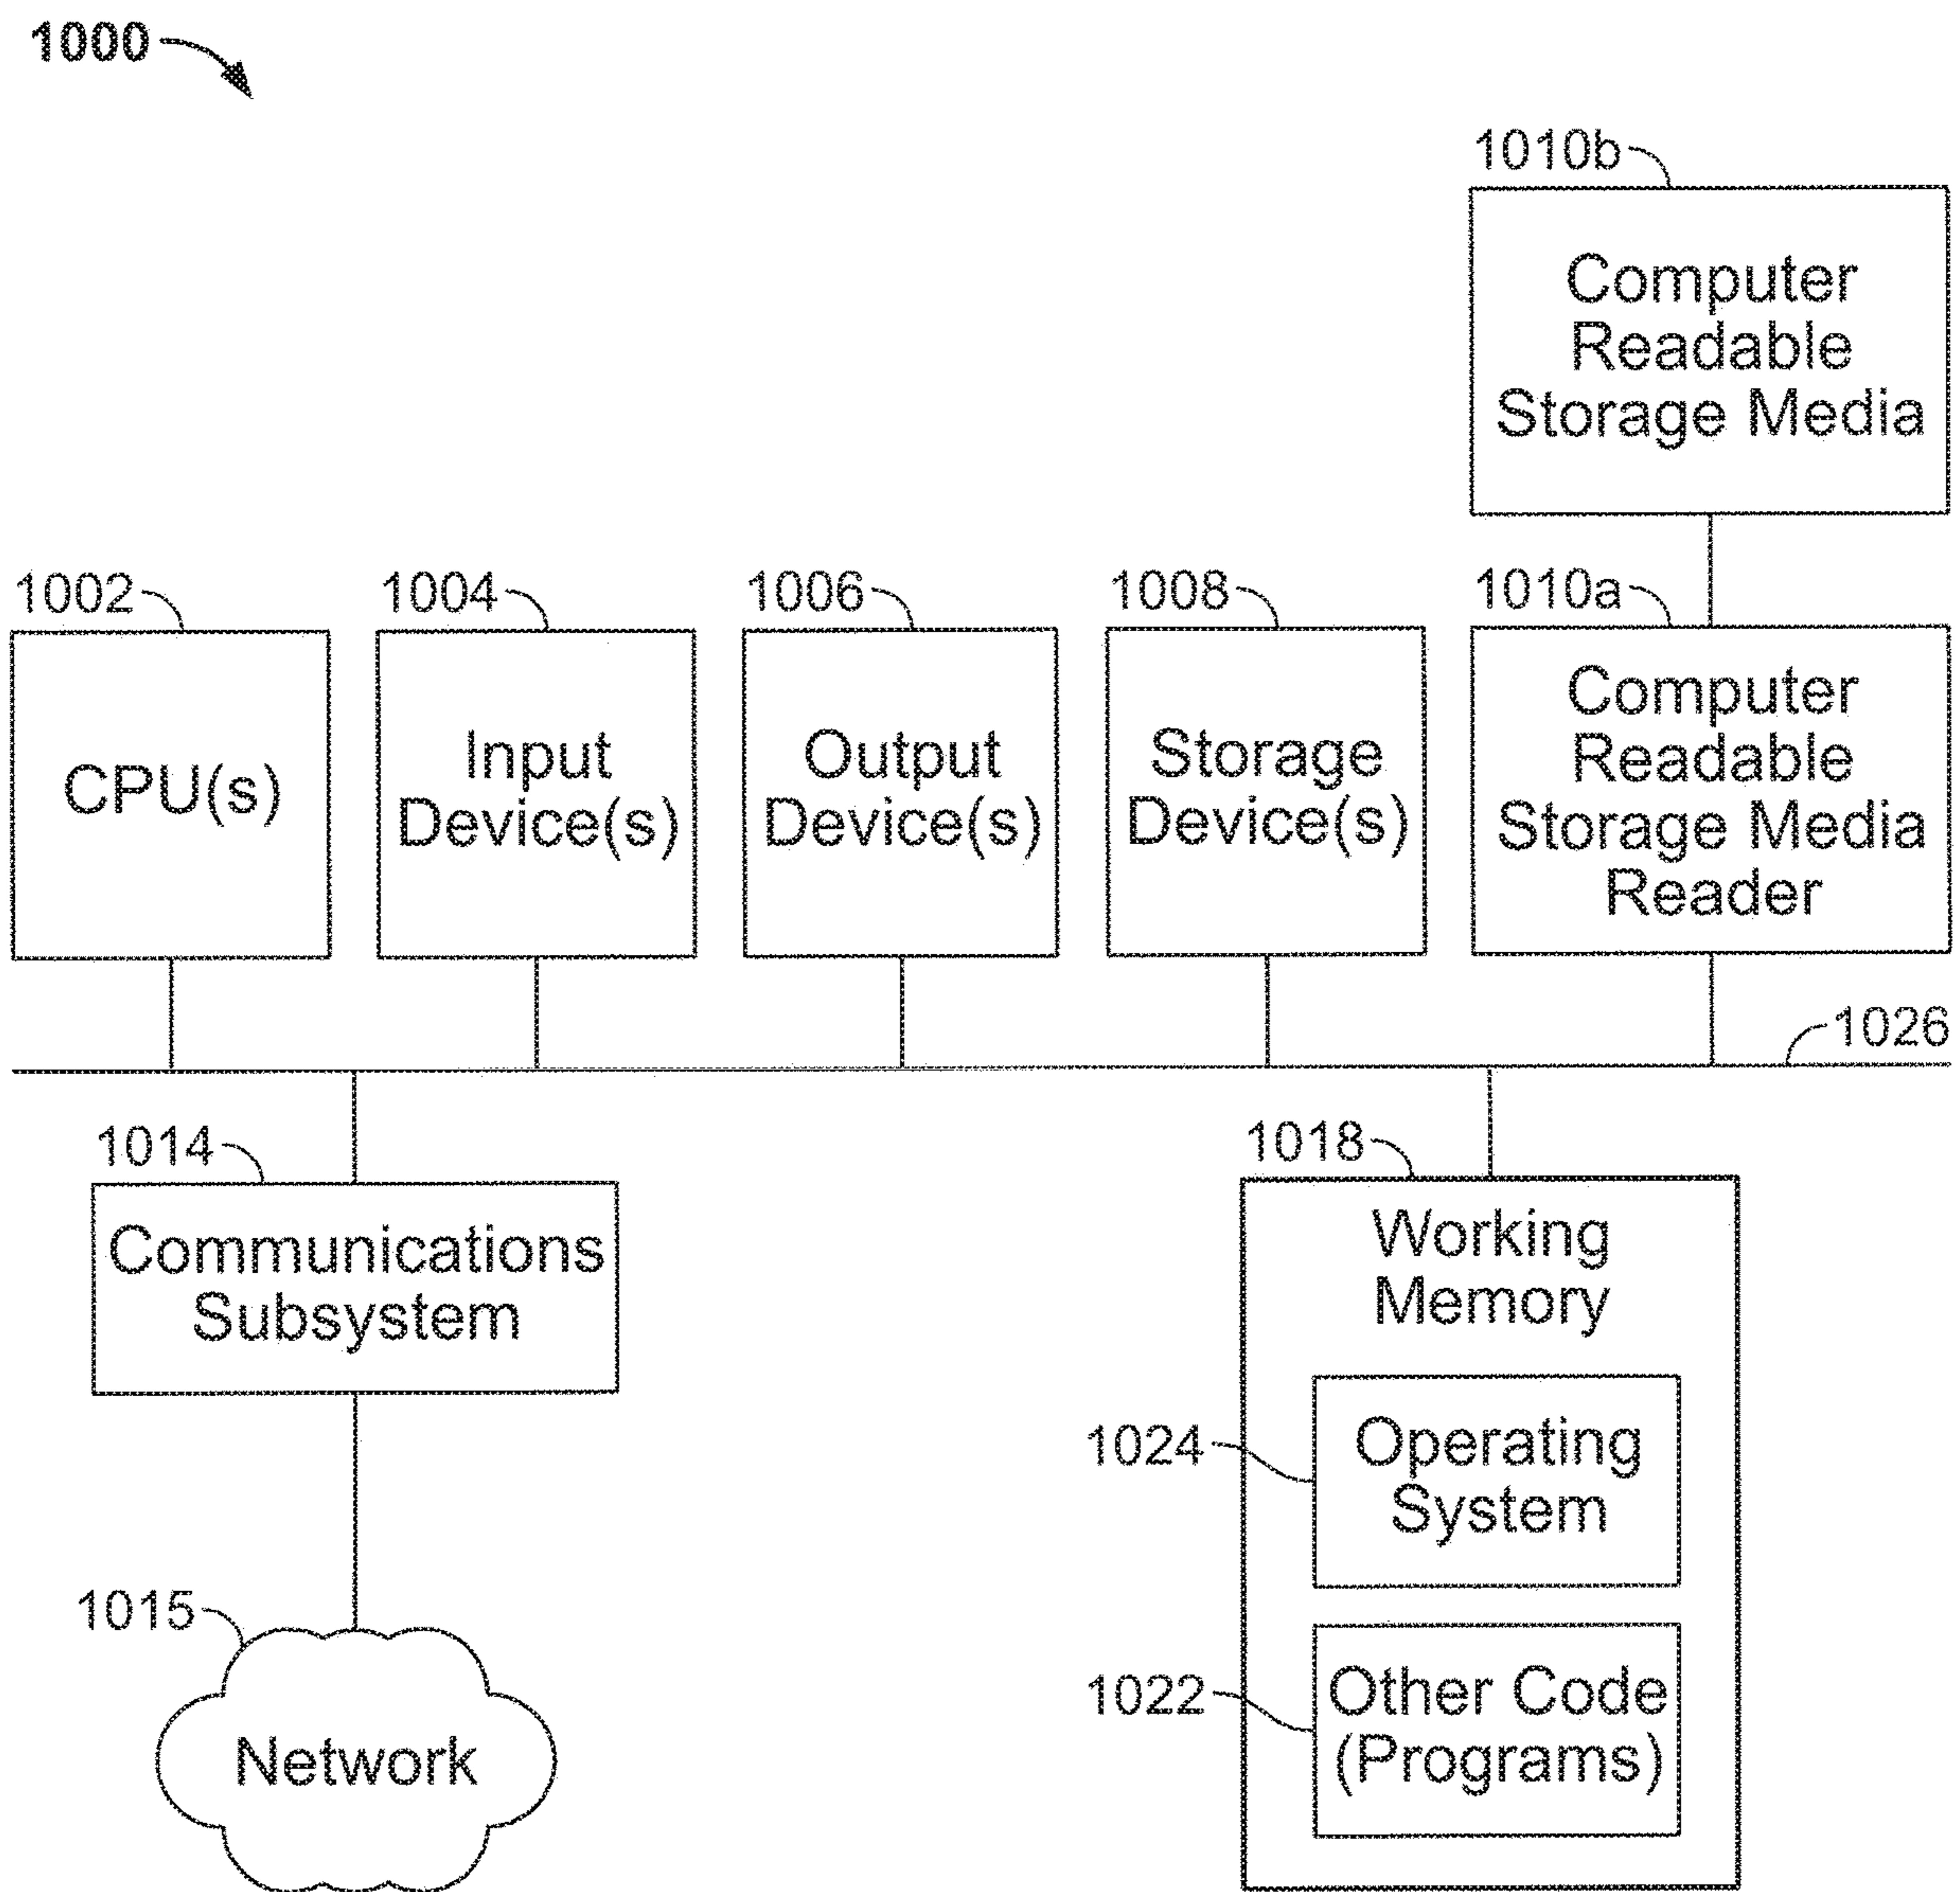 1000
1010b
Computer
Readable
Storage Media
1002
1004
1006
1008
1010a
CPU(s)
Input
Device(s)
Output
Device(s)
Storage
Device(s)
Computer
Readable
Storage Media
Reader
1026
1014
Communications
Subsystem
1018
Working
Memory
1024
Operating
System
1015
Network
1022
Other Code
(Programs)